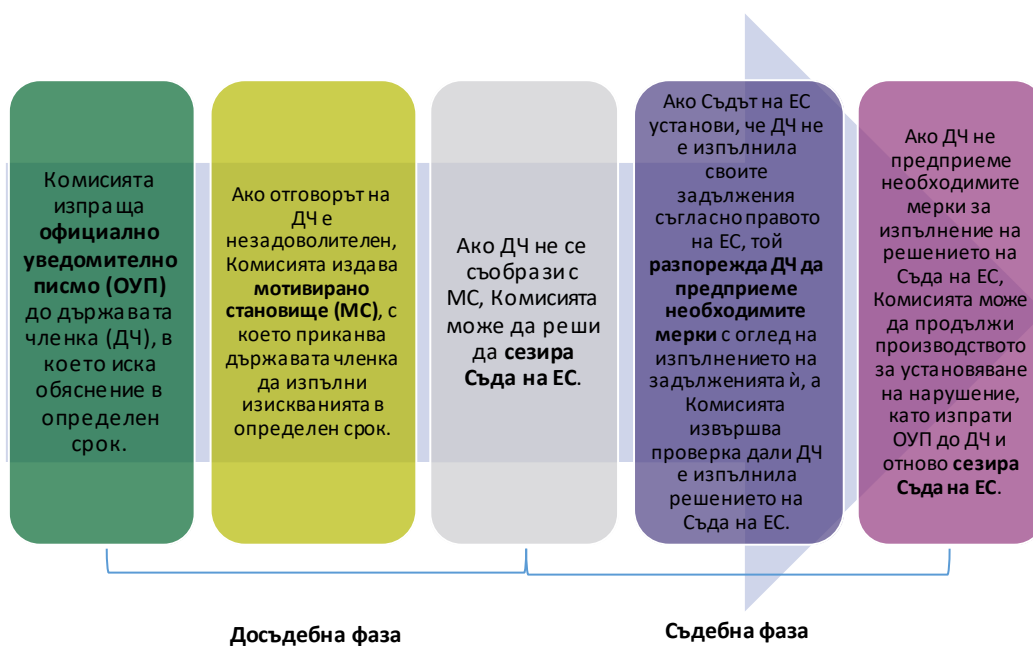 Комисията
изпраща
официално
уведомително
писмо (ОУП)
до държавата
членка (ДЧ), в
което иска
обяснение в
определен
срок.
Ако отговорът на
ДЧ е
незадоволителен,
Комисията издава
мотивирано
становище (МС), с
което приканва
държавата членка
да изпълни
изискванията в
определен срок.
Ако ДЧ не се
съобрази с
МС, Комисията
може да реши
да сезира
Съда на ЕС.
Ако Съдът на ЕС
установи, че ДЧ не
е изпълнила
своите
задължения
съгласно правото
на ЕС, той
разпорежда ДЧ да
предприеме
необходимите
мерки с оглед на
изпълнението на
задълженията ѝ, а
Комисията
извършва
проверка дали ДЧ
е изпълнила
решението на
Съда на ЕС.
Ако ДЧ не
предприеме
необходимите
мерки за
изпълнение на
решението на
Съда на ЕС,
Комисията може
да продължи
производството
за установяване
на нарушение,
като изпрати
ОУП до ДЧ и
отново сезира
Съда на ЕС.
Досъдебна фаза
Съдебна фаза